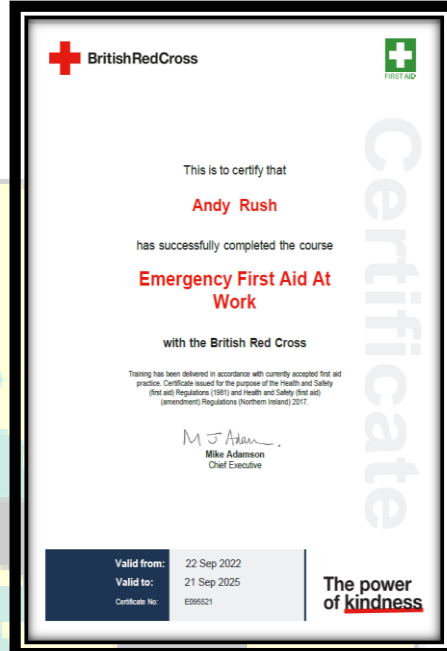 BritishRedCross
FIRST AID
Certificate
This is to certify that
Andy Rush
has successfully completed the course
Emergency First Aid At
Work
with the British Red Cross
Training has been delivered in accordance with currently accepted first aid
practice. Certificate issued for the purpose of the Health and Safety
(first aid) Regulations (1981) and Health and Safety (first aid)
(amendment) Regulations (Northern Ireland) 2017.
M J Adam
Mike Adamson
Chief Executive
Valid from: 22 Sep 2022
Valid to: 21 Sep 2025
Certificate No: E095521
The power
of kindness